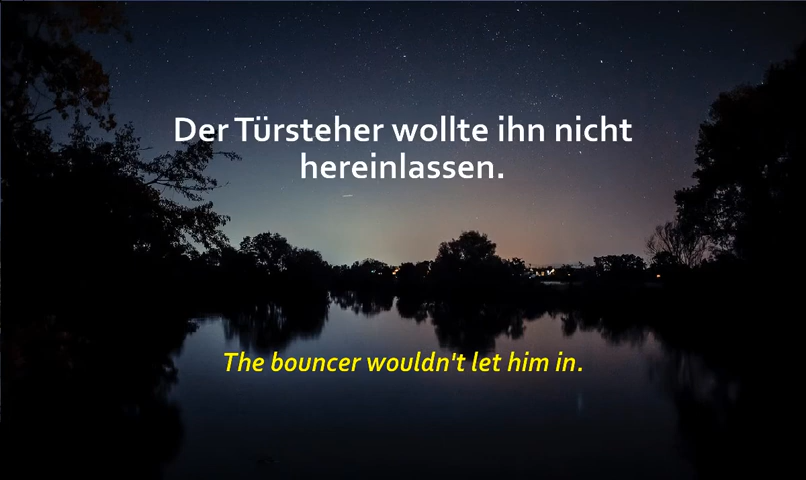 Der Türsteher wollte ihn nicht
hereinlassen.
The bouncer wouldn't let him in.